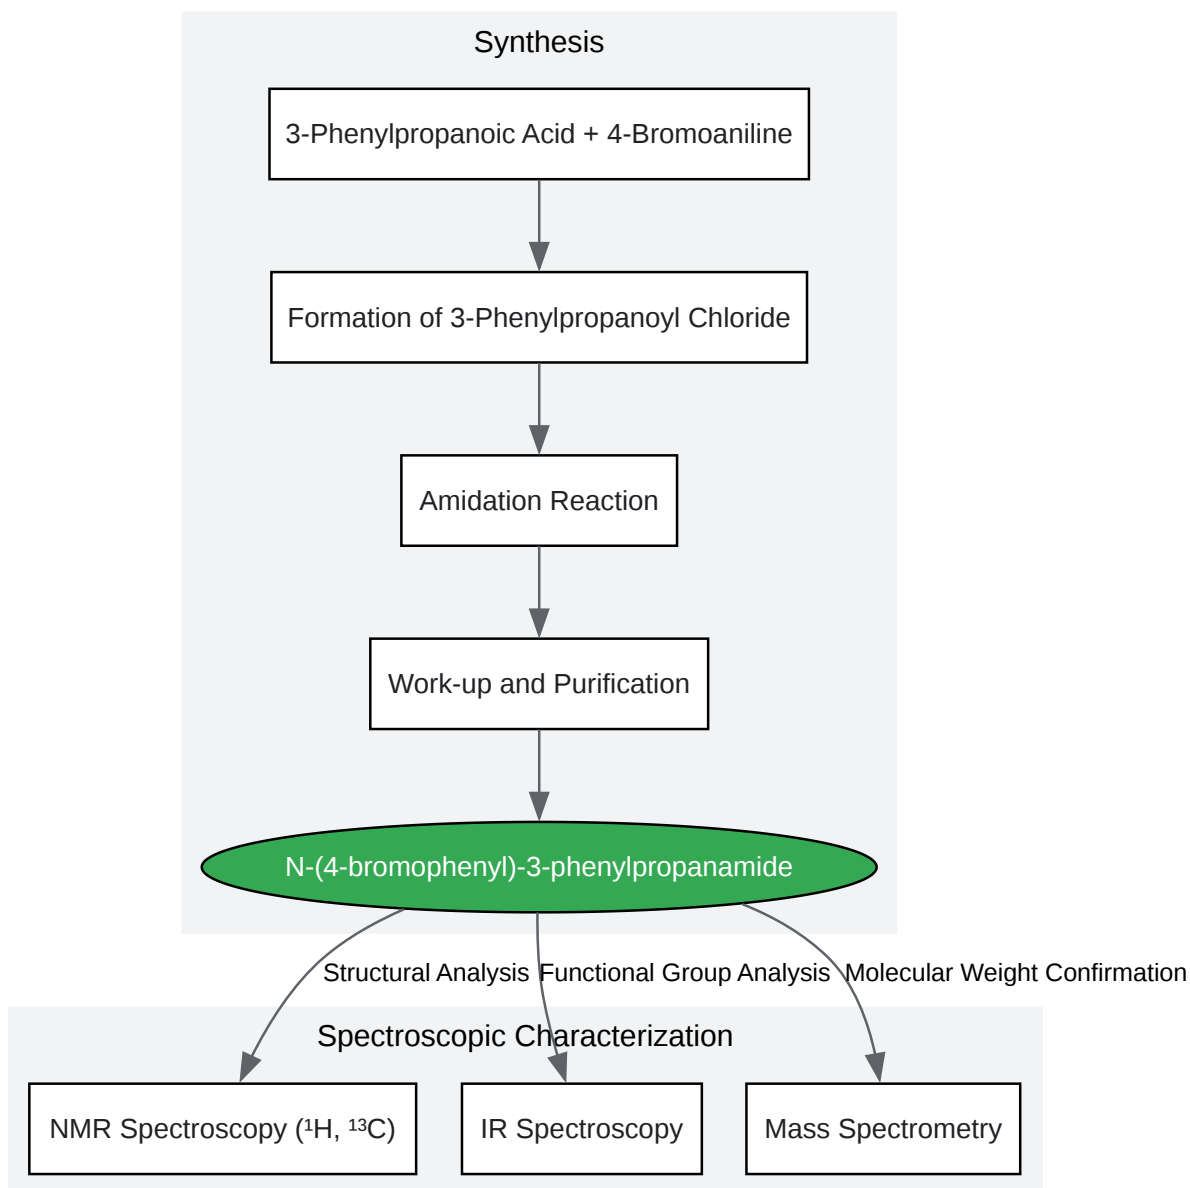 Synthesis
3-Phenylpropanoic Acid + 4-Bromoaniline
Formation of 3-Phenylpropanoyl Chloride
Amidation Reaction
Work-up and Purification
N-(4-bromophenyl)-3-phenylpropanamide
Structural Analysis
Functional Group Analysis
Molecular Weight Confirmation
Spectroscopic Characterization
NMR Spectroscopy (¹H, ¹³C)
IR Spectroscopy
Mass Spectrometry